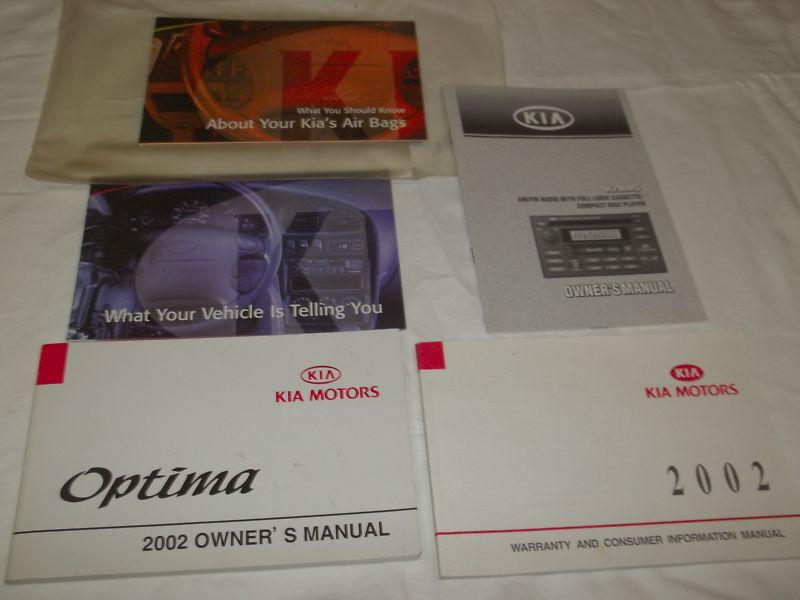 K
What You Should Know
About Your Kia's Air Bags
KIA
AM/FM RADIO WITH FULL LOGIC CASSETTE/
COMPACT DISC PLAYER
OWNER'S MANUAL
What Your Vehicle Is Telling You
KIA
KIA MOTORS
Optima
2002 OWNER' S MANUAL
KIA
KIA MOTORS
2002
WARRANTY AND CONSUMER INFORMATION MANUAL